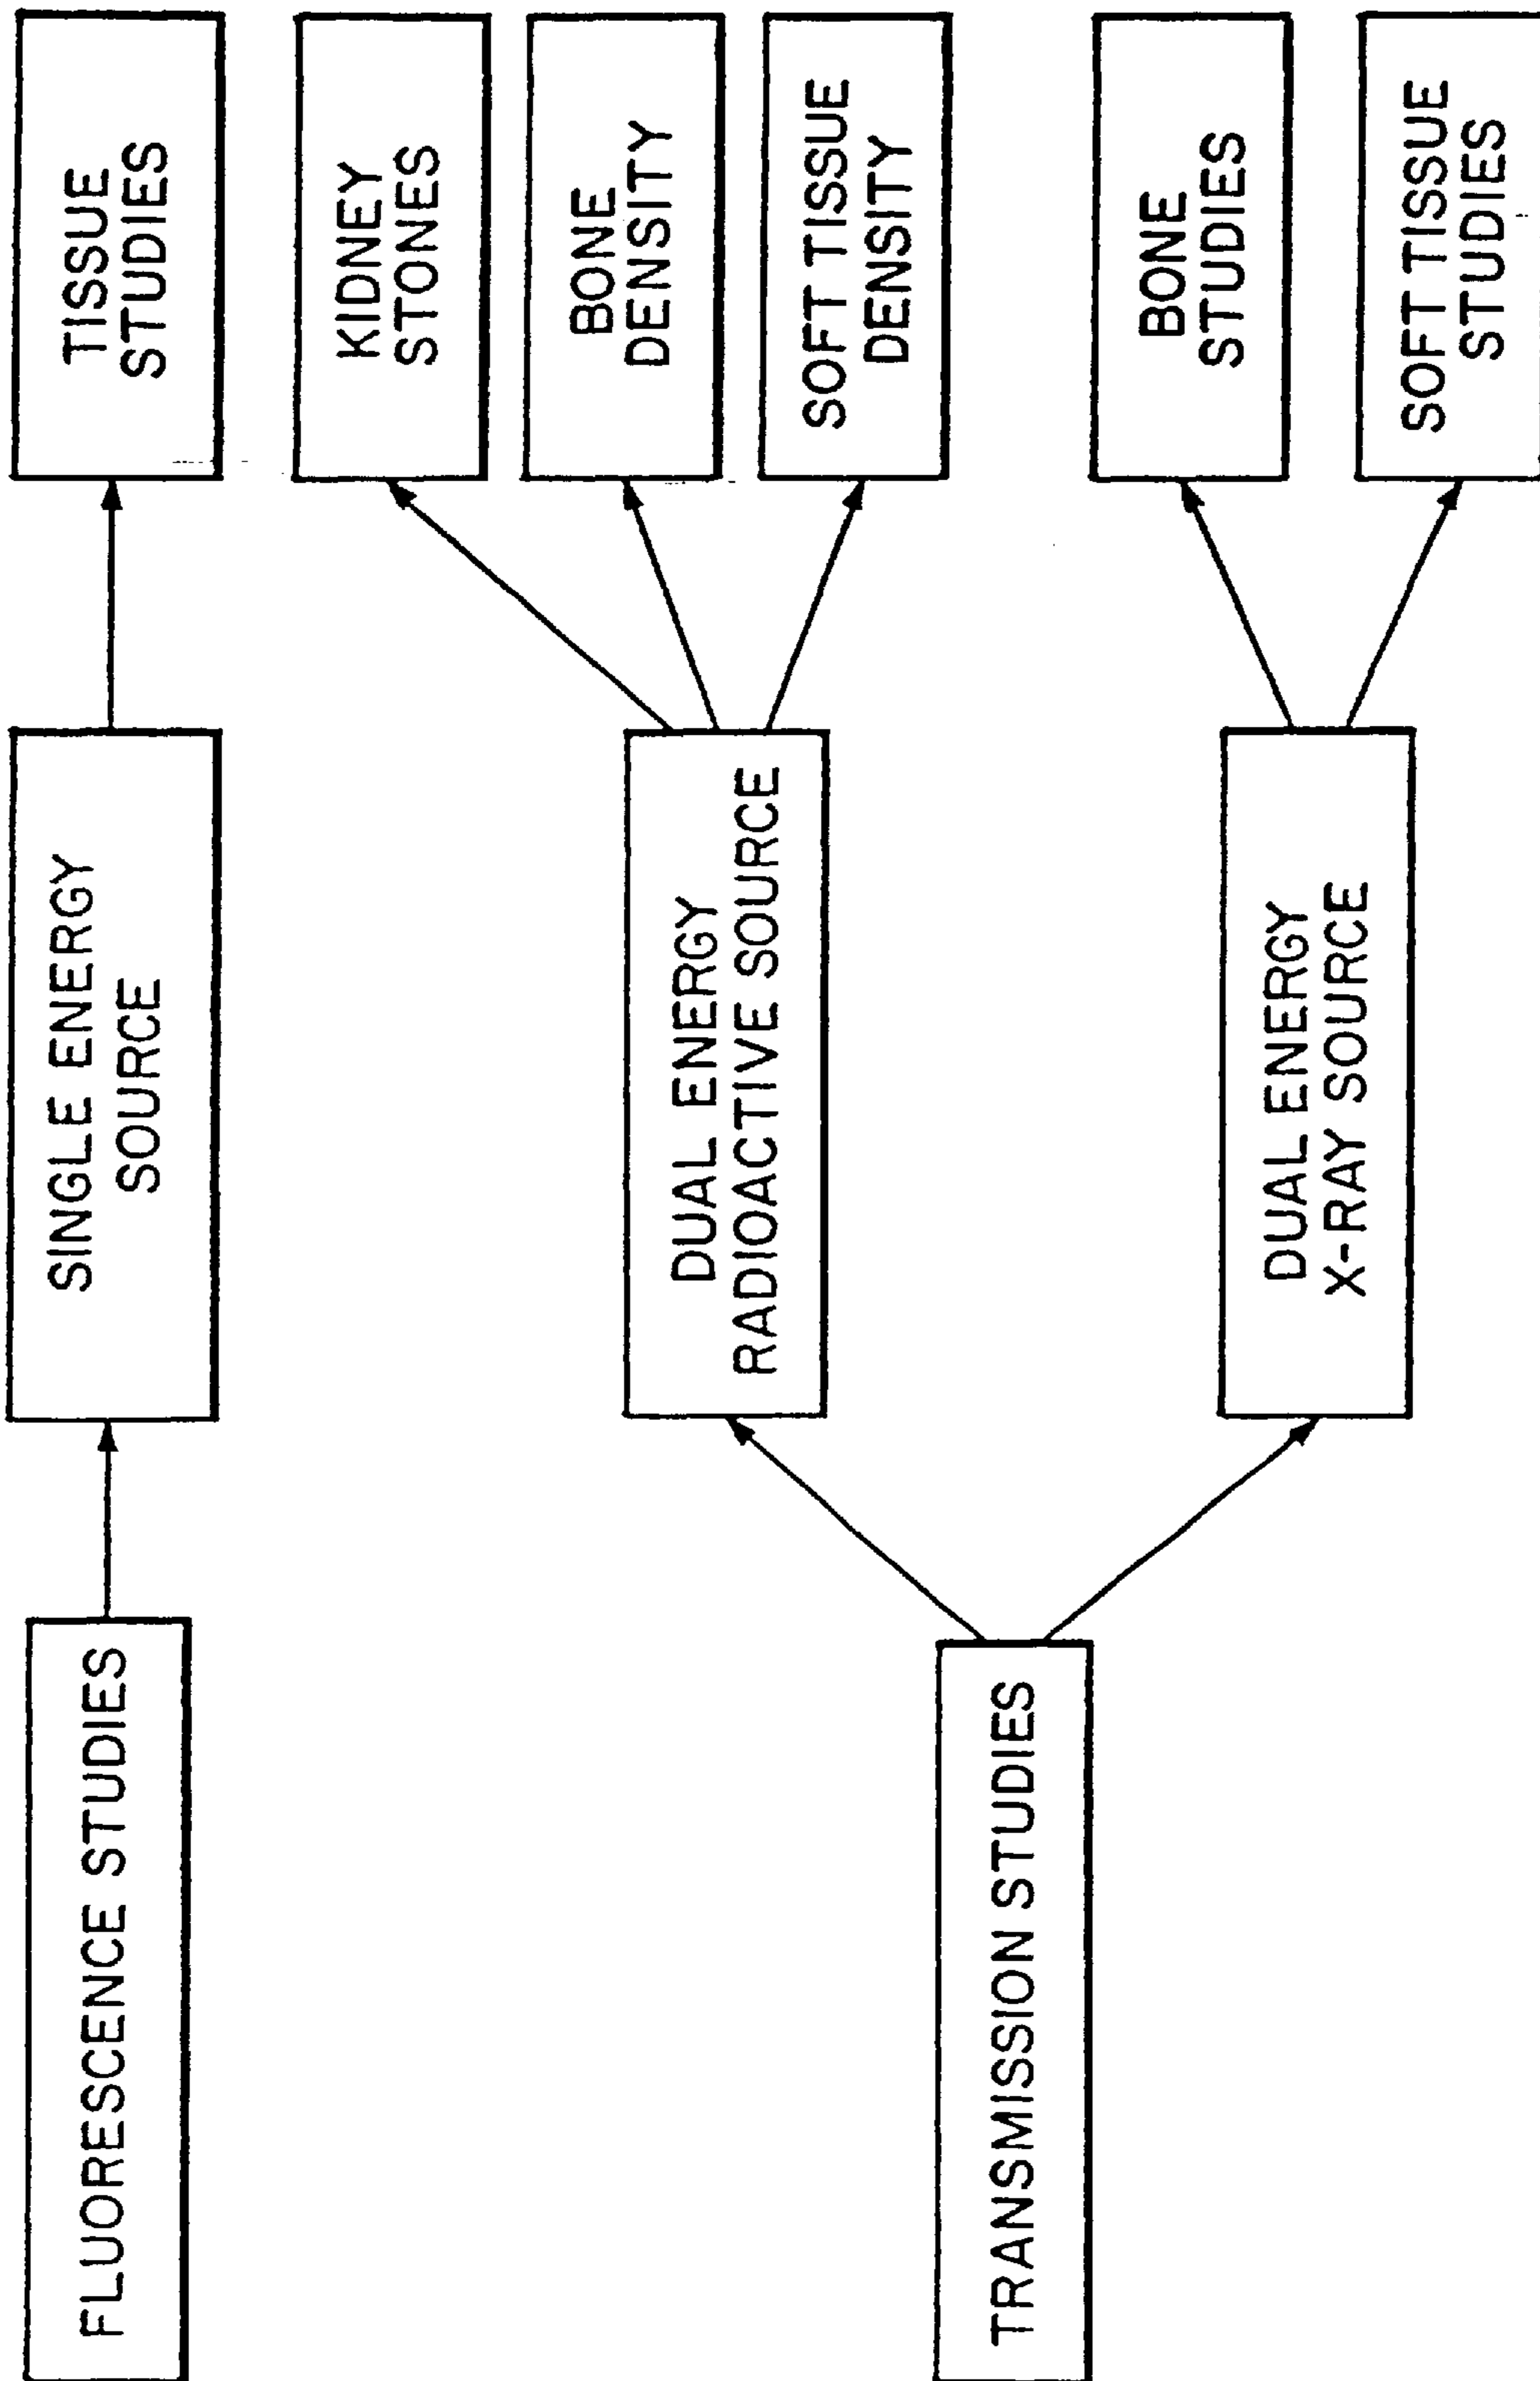 FLUORESCENCE STUDIES
SINGLE ENERGY
SOURCE
TISSUE
STUDIES
TRANSMISSION STUDIES
DUAL ENERGY
RADIOACTIVE SOURCE
KIDNEY
STONES
BONE
DENSITY
SOFT TISSUE
DENSITY
DUAL ENERGY
X-RAY SOURCE
BONE
STUDIES
SOFT TISSUE
STUDIES